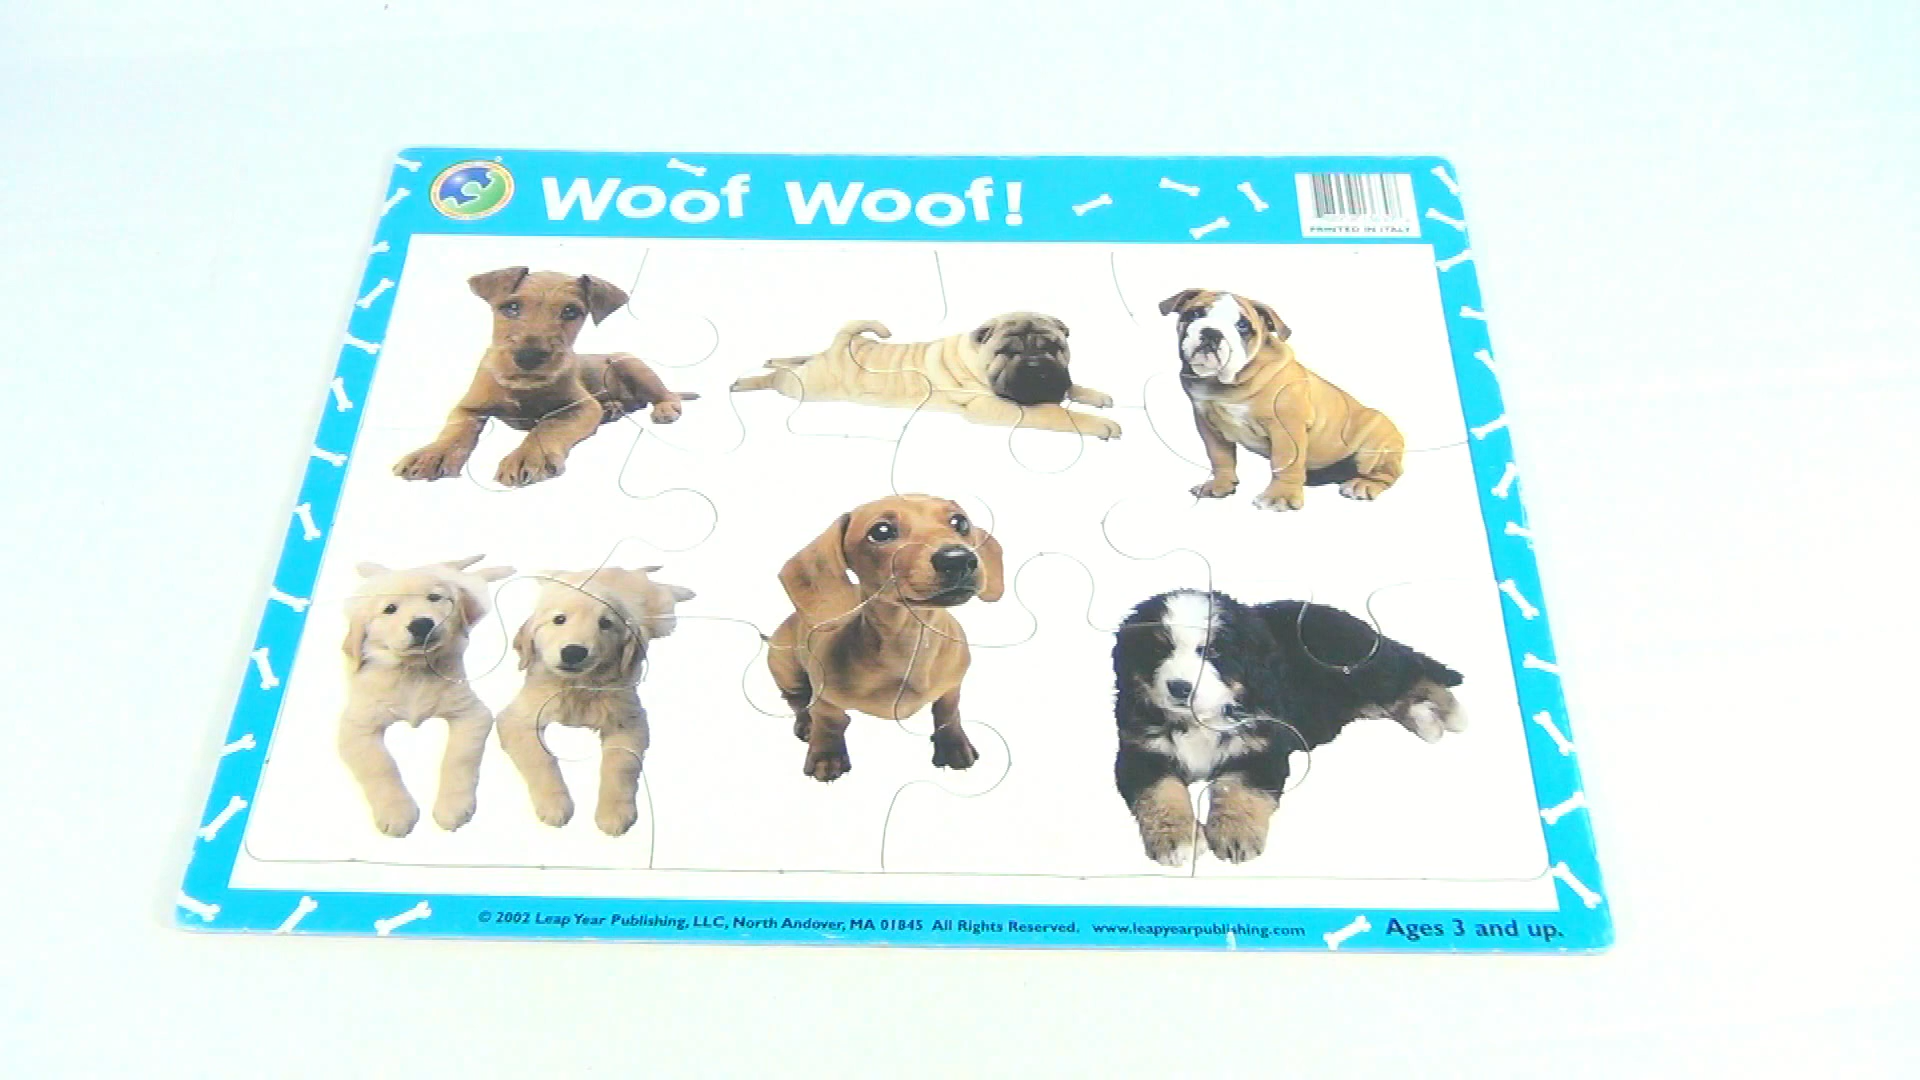 Woof Woof!
PRINTED IN ITALY
© 2002 Leap Year Publishing, LLC, North Andover, MA 01845 All Rights Reserved. www.leapyearpublishing.com
Ages 3 and up.